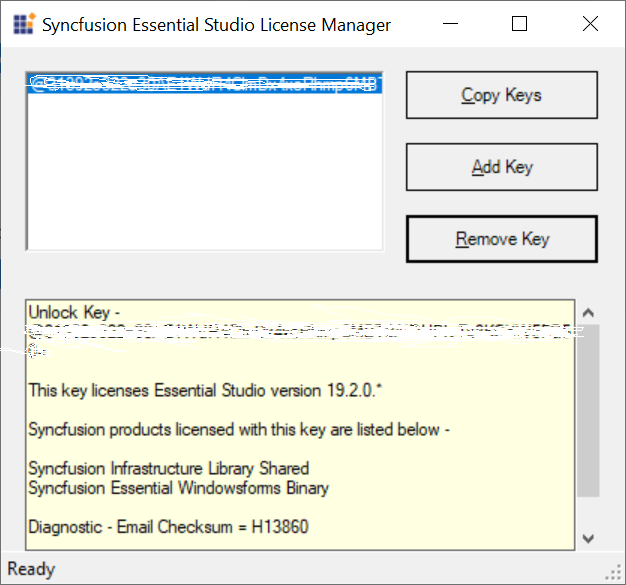 Syncfusion Essential Studio License Manager
Copy Keys
Add Key
Remove Key
Unlock Key -
This key licenses Essential Studio version 19.2.0.*
Syncfusion products licensed with this key are listed below -
Syncfusion Infrastructure Library Shared
Syncfusion Essential Windowsforms Binary
Diagnostic - Email Checksum = H13860
Ready